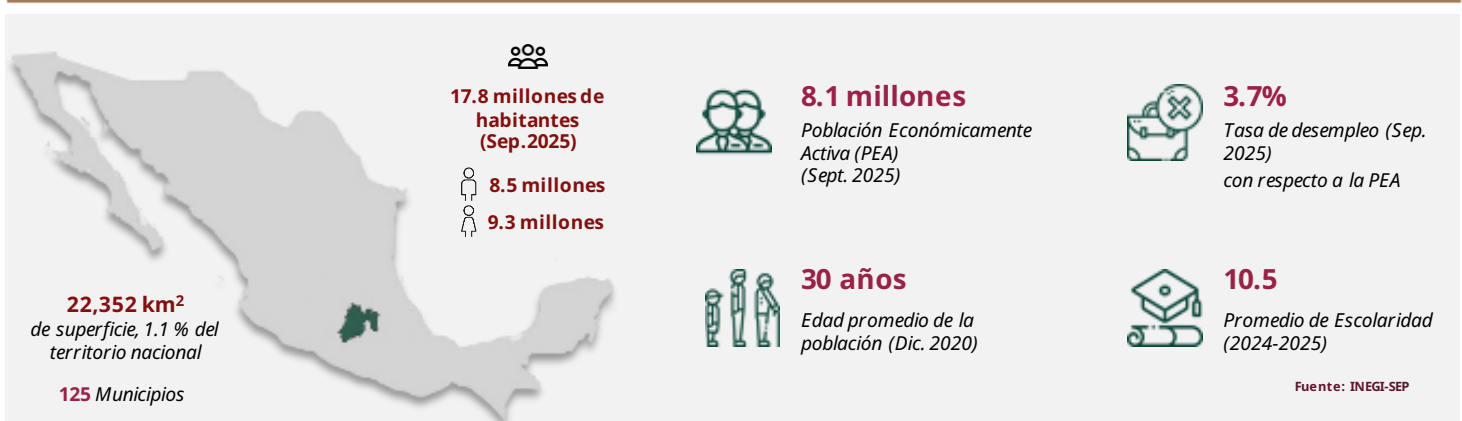 17.8 millones de
habitantes
(Sep.2025)
8.5 millones
9.3 millones
22,352 km²
de superficie, 1.1 % del
territorio nacional
125 Municipios
8.1 millones
Población Económicamente
Activa (PEA)
(Sept. 2025)
3.7%
Tasa de desempleo (Sep.
2025)
con respecto a la PEA
30 años
Edad promedio de la
población (Dic. 2020)
10.5
Promedio de Escolaridad
(2024-2025)
Fuente: INEGI-SEP